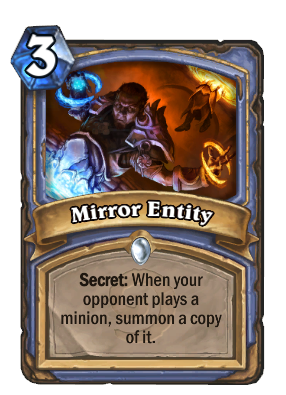 3
Mirror Entity
Secret: When your
opponent plays a
minion, summon a copy
of it.